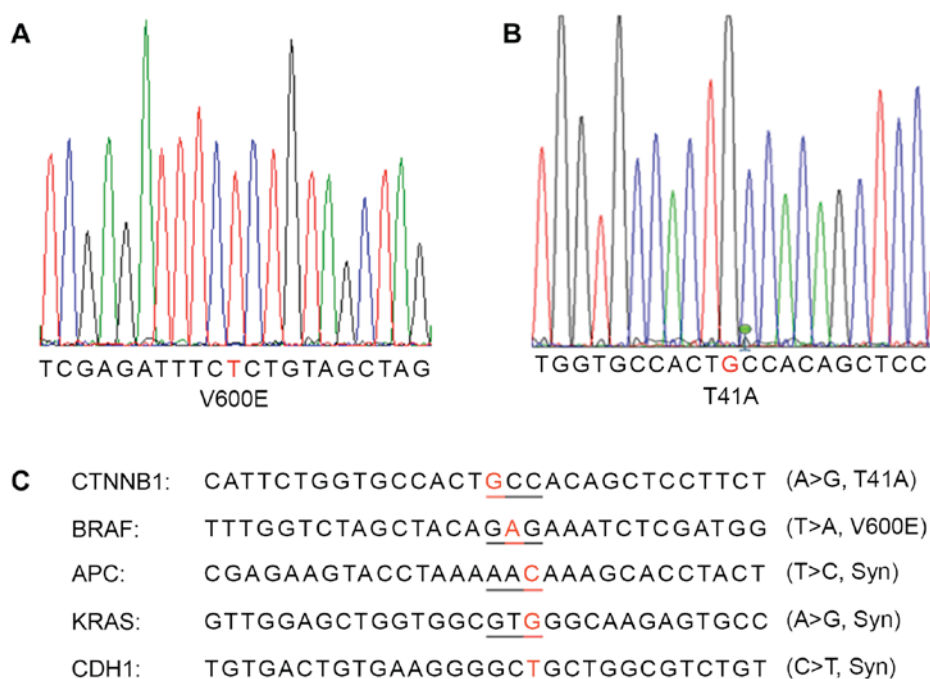 A
B
TCGAGATTTCTCTGTAGCTAG
V600E
TGGTGCCACTGCCACAGCTCC
T41A
C
CTNNB1: CATTCTGGTGCCACTGCCACAGCTCCTTCT (A>G, T41A)
BRAF: TTTGGTCTAGCTACAGAGAAATCTCGATGG (T>A, V600E)
APC: CGAGAAGTACCTAAAAACAAAGCACCTACT (T>C, Syn)
KRAS: GTTGGAGCTGGTGGCGTGGGCAAGAGTGCC (A>G, Syn)
CDH1: TGTGACTGTGAAGGGGCTGCTGGCGTCTGT (C>T, Syn)